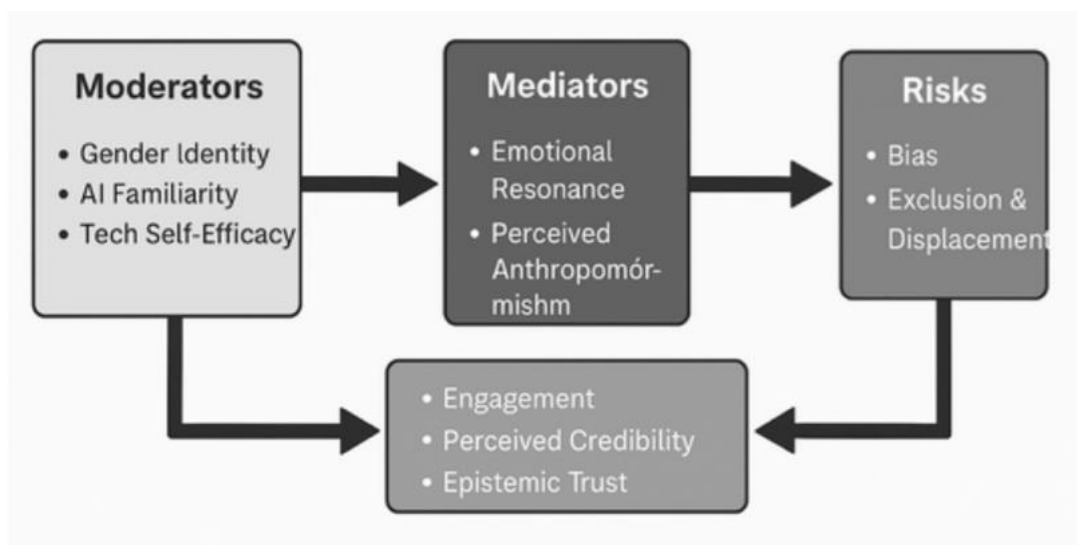 Moderators
• Gender Identity
• AI Familiarity
• Tech Self-Efficacy
Mediators
• Emotional
Resonance
• Perceived
Anthropomór-
mishm
Risks
• Bias
• Exclusion &
Displacement
• Engagement
• Perceived Credibility
• Epistemic Trust